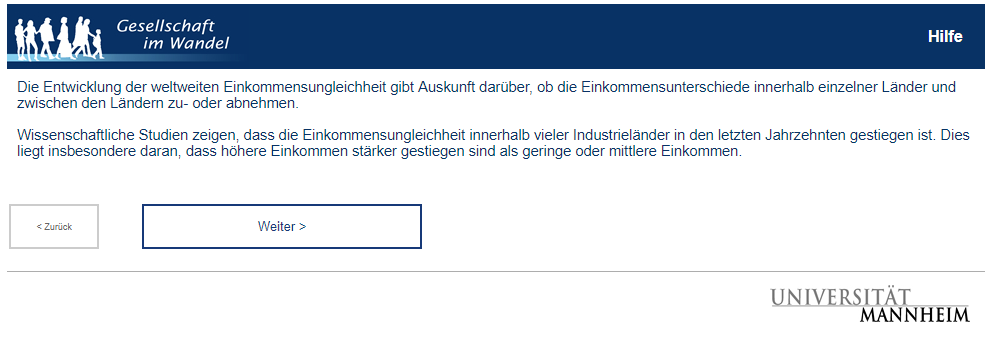 Gesellschaft
im Wandel
Hilfe
Die Entwicklung der weltweiten Einkommensungleichheit gibt Auskunft darüber, ob die Einkommensunterschiede innerhalb einzelner Länder und
zwischen den Ländern zu- oder abnehmen.
Wissenschaftliche Studien zeigen, dass die Einkommensungleichheit innerhalb vieler Industrieländer in den letzten Jahrzehnten gestiegen ist. Dies
liegt insbesondere daran, dass höhere Einkommen stärker gestiegen sind als geringe oder mittlere Einkommen.
< Zurück
Weiter >
UNIVERSITÄT
MANNHEIM